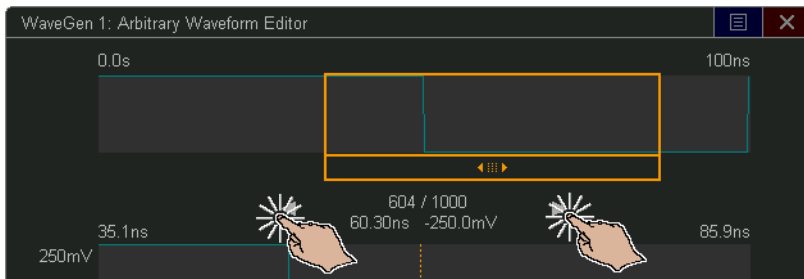 WaveGen 1: Arbitrary Waveform Editor
0.0s 100ns
604 / 1000
60.30ns -250.0mV
35.1ns 85.9ns
250mV